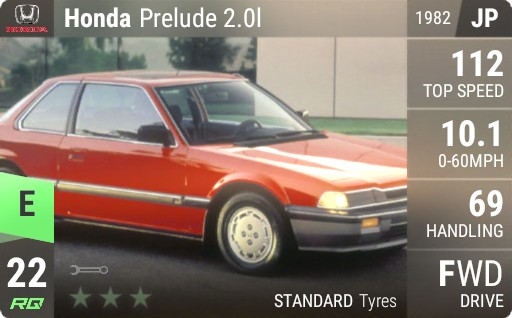 HONDA
Honda Prelude 2.0l
1982 JP
112
TOP SPEED
10.1
0-60MPH
69
HANDLING
FWD
DRIVE
E
22
RQ
STANDARD Tyres